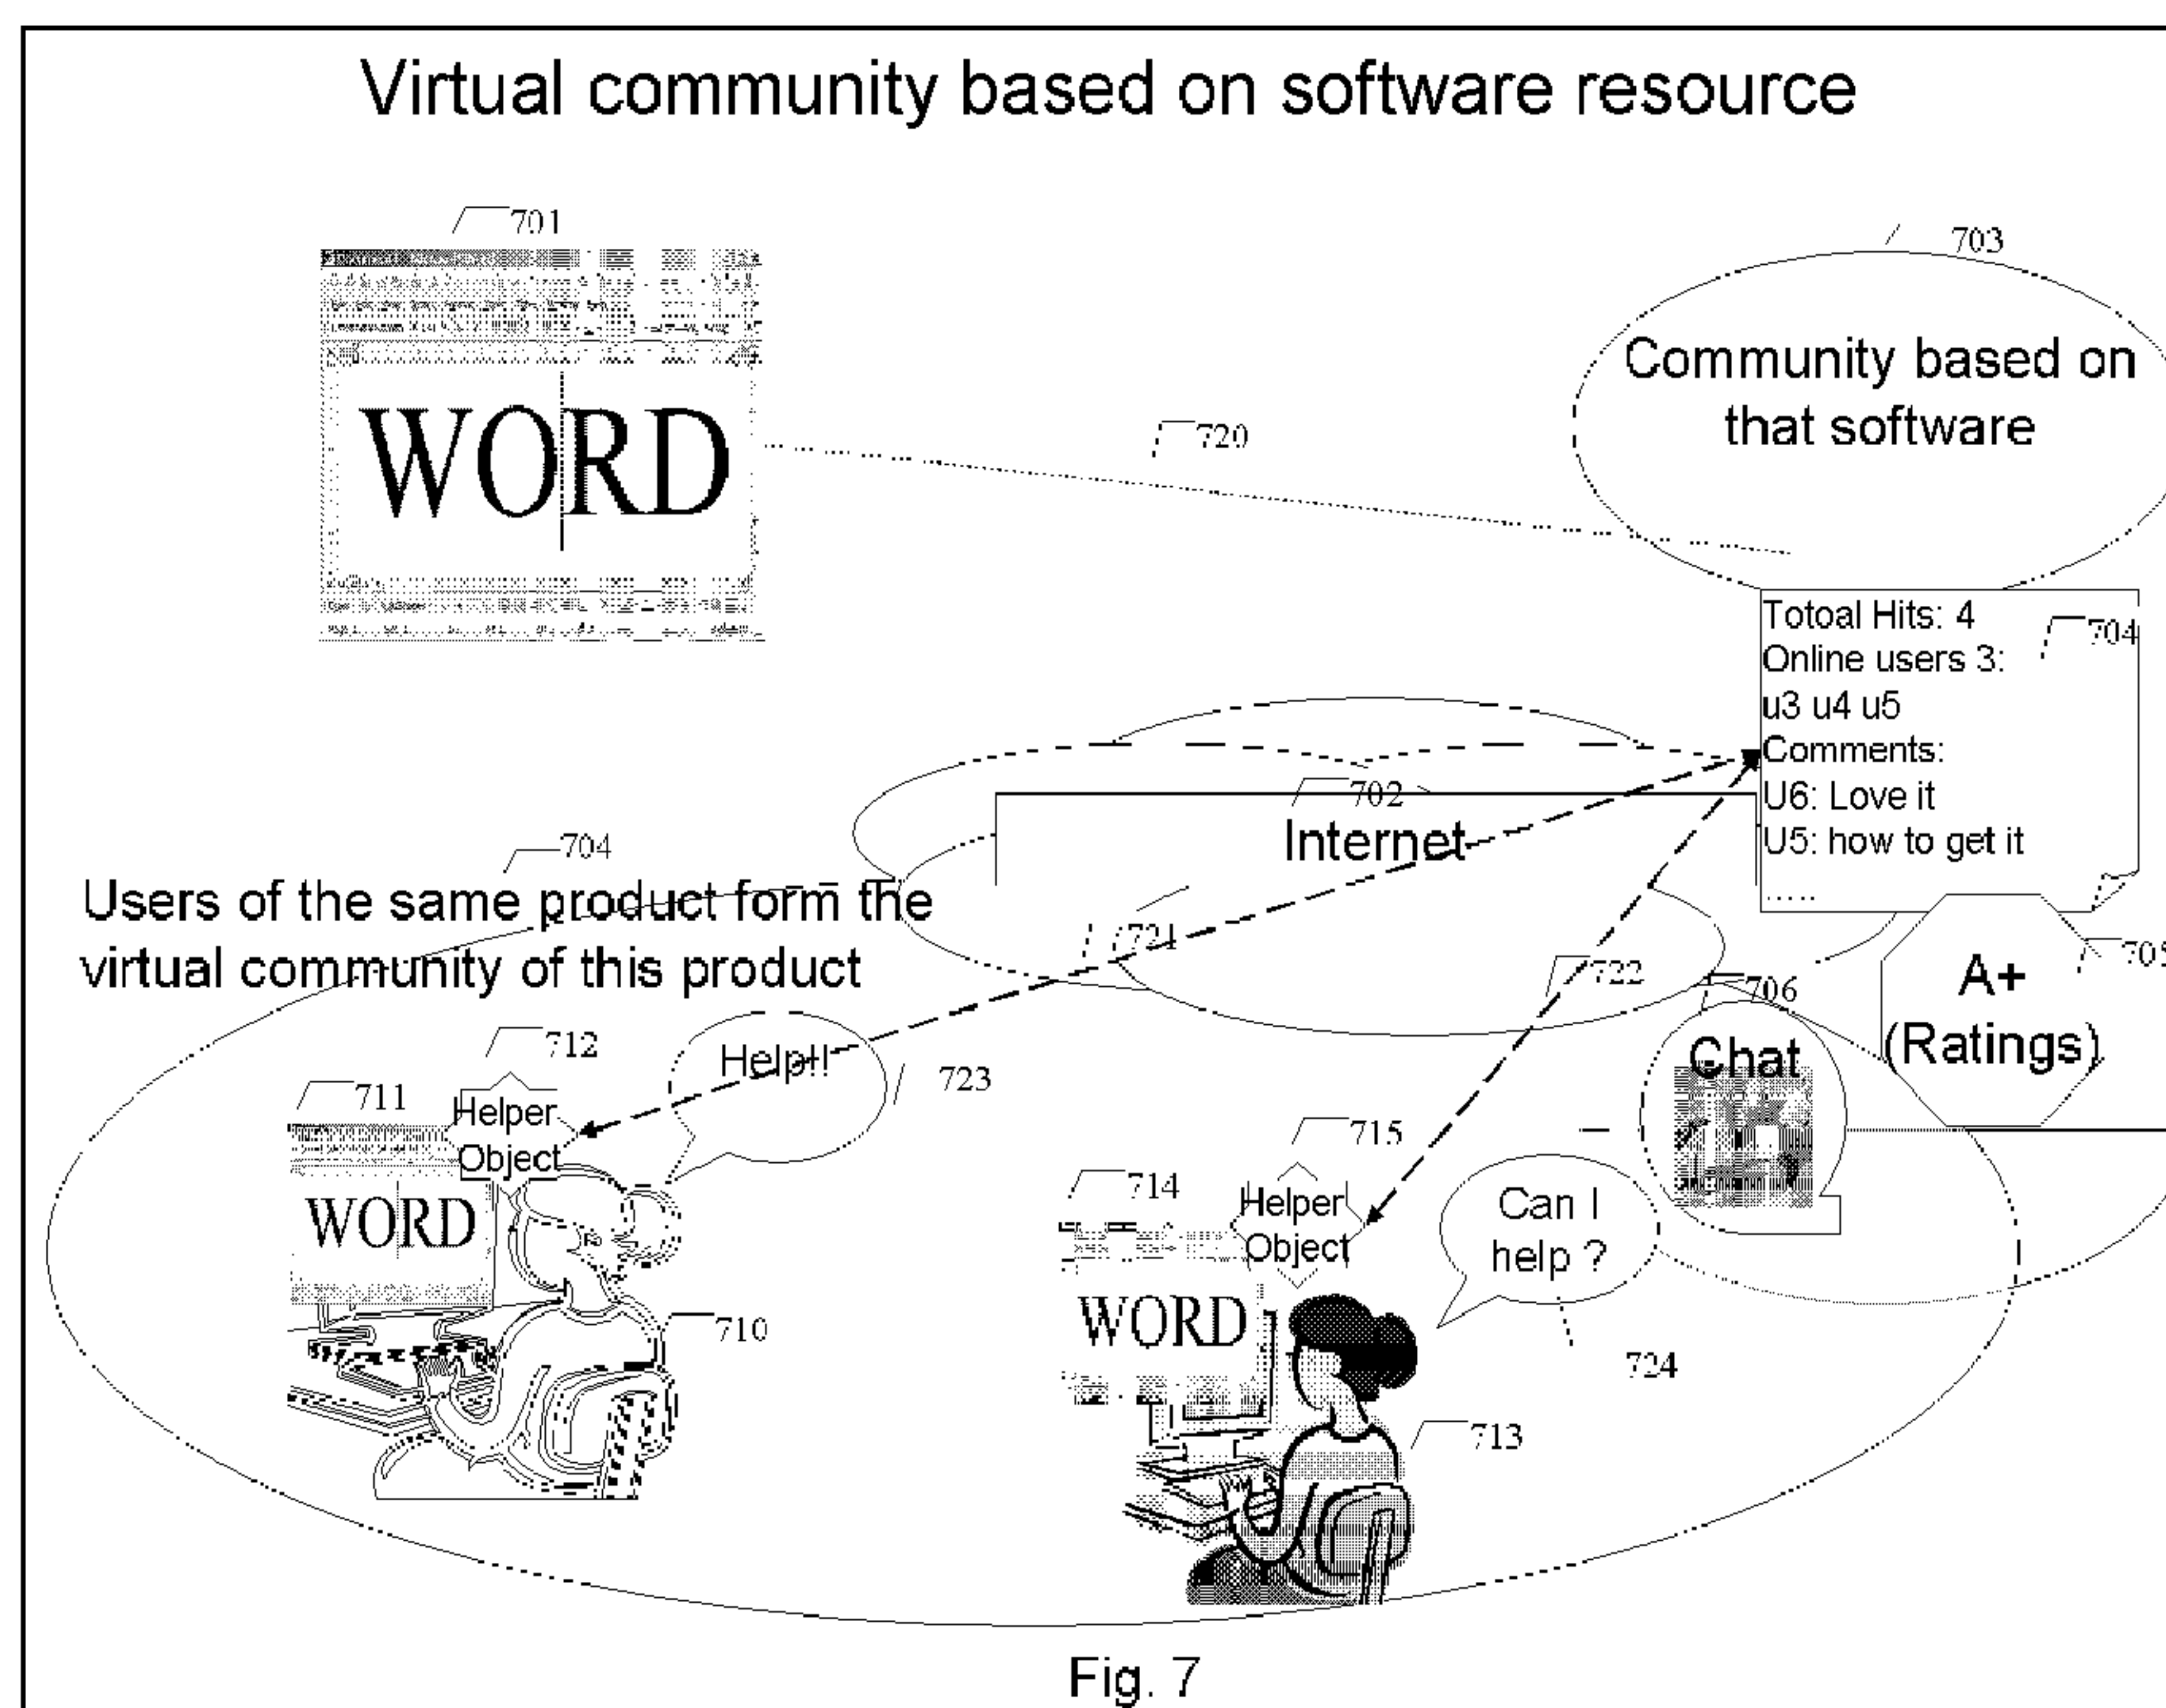 Virtual community based on software resource
701
703
WORD
720
Community based on
that software
Totoal Hits: 4
704
Online users 3:
u3 u4 u5
Comments:
U6: Love it
U5: how to get it
.....
702
Internet
704
Users of the same product form the
virtual community of this product
721
722
706
705
A+
(Ratings)
Chat
712
Help!!
723
711
Helper
Object
WORD
710
715
714
Helper
Object
WORD
Can I
help ?
724
713
Fig. 7